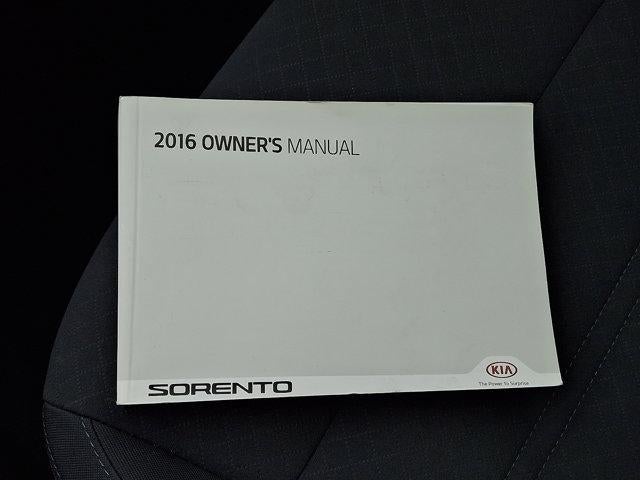 2016 OWNER'S MANUAL
SORENTO
KIA
The Power To Surprise